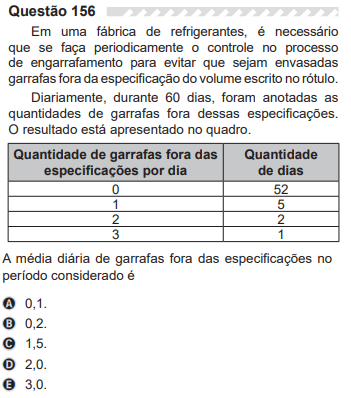 Questão 156
Em uma fábrica de refrigerantes, é necessário
que se faça periodicamente o controle no processo
de engarrafamento para evitar que sejam envasadas
garrafas fora da especificação do volume escrito no rótulo.
Diariamente, durante 60 dias, foram anotadas as
quantidades de garrafas fora dessas especificações.
O resultado está apresentado no quadro.
Quantidade de garrafas fora das especificações por dia Quantidade de dias
0 52
1 5
2 2
3 1
A média diária de garrafas fora das especificações no
período considerado é
A 0,1.
B 0,2.
C 1,5.
D 2,0.
E 3,0.